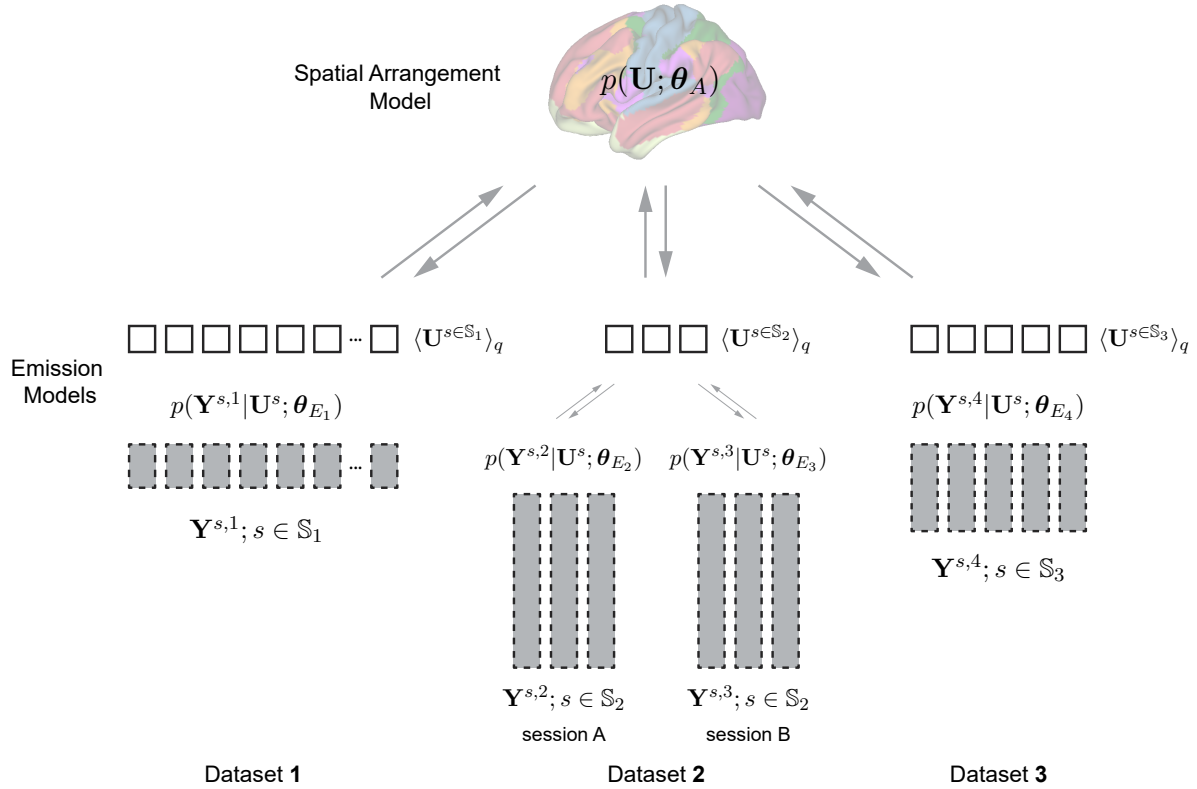 Spatial Arrangement
Model
p(U; θ_A)
⟨U^{s∈𝕊_1}⟩_q
⟨U^{s∈𝕊_2}⟩_q
⟨U^{s∈𝕊_3}⟩_q
...
Emission
Models
p(Y^{s,1}|U^s; θ_{E_1})
p(Y^{s,4}|U^s; θ_{E_4})
p(Y^{s,2}|U^s; θ_{E_2})
p(Y^{s,3}|U^s; θ_{E_3})
...
Y^{s,1}; s ∈ 𝕊_1
Y^{s,4}; s ∈ 𝕊_3
Y^{s,2}; s ∈ 𝕊_2
Y^{s,3}; s ∈ 𝕊_2
session A
session B
Dataset 1
Dataset 2
Dataset 3